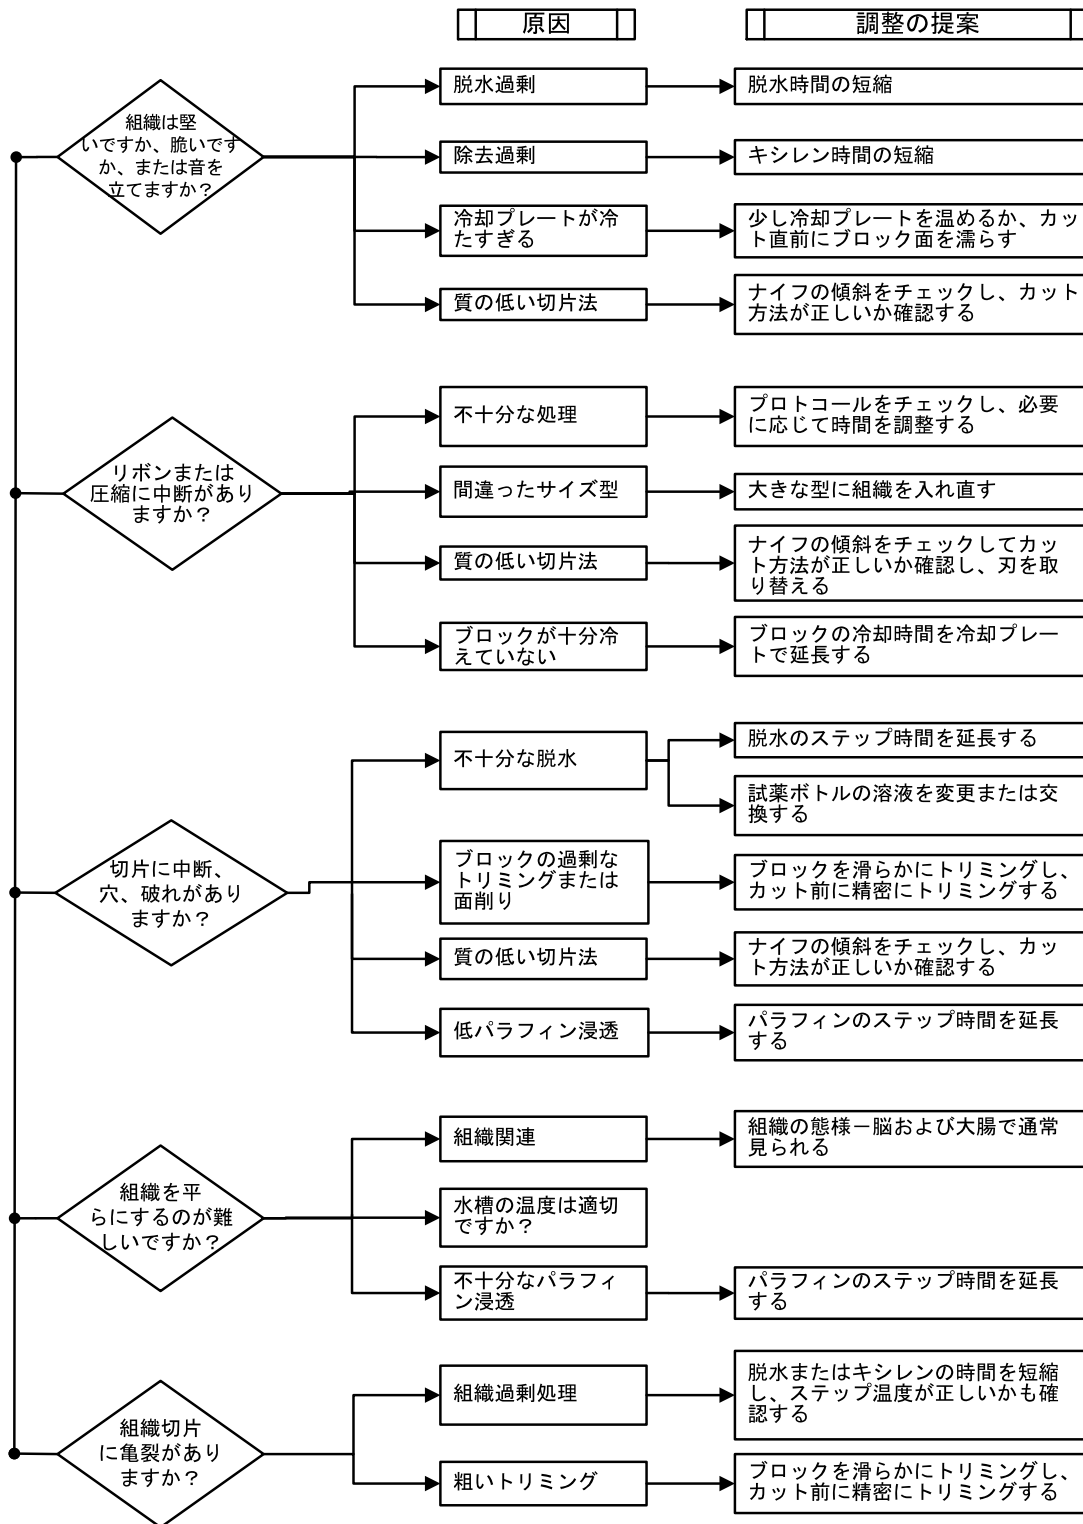 原因
調整の提案
組織は堅
いですか、脆いです
か、または音を
立てますか？
脱水過剰
脱水時間の短縮
除去過剰
キシレン時間の短縮
冷却プレートが冷
たすぎる
少し冷却プレートを温めるか、カッ
ト直前にブロック面を濡らす
質の低い切片法
ナイフの傾斜をチェックし、カット
方法が正しいか確認する
リボンまたは
圧縮に中断があり
ますか？
不十分な処理
プロトコールをチェックし、必要
に応じて時間を調整する
間違ったサイズ型
大きな型に組織を入れ直す
質の低い切片法
ナイフの傾斜をチェックしてカッ
ト方法が正しいか確認し、刃を取
り替える
ブロックが十分冷
えていない
ブロックの冷却時間を冷却プレー
トで延長する
切片に中断、
穴、破れがあり
ますか？
不十分な脱水
脱水のステップ時間を延長する
試薬ボトルの溶液を変更または交
換する
ブロックの過剰な
トリミングまたは
面削り
ブロックを滑らかにトリミングし、
カット前に精密にトリミングする
質の低い切片法
ナイフの傾斜をチェックし、カッ
ト方法が正しいか確認する
低パラフィン浸透
パラフィンのステップ時間を延長
する
組織を平
らにするのが難
しいですか？
組織関連
組織の態様－脳および大腸で通常
見られる
水槽の温度は適切
ですか？
不十分なパラフィ
ン浸透
パラフィンのステップ時間を延長
する
組織切片
に亀裂があり
ますか？
組織過剰処理
脱水またはキシレンの時間を短縮
し、ステップ温度が正しいかも確
認する
粗いトリミング
ブロックを滑らかにトリミングし、
カット前に精密にトリミングする